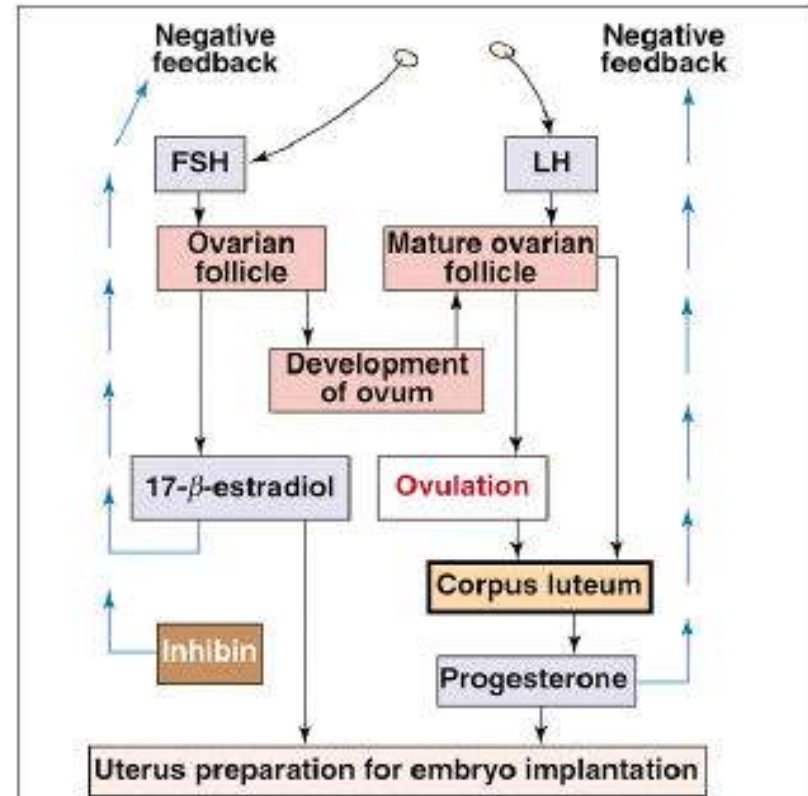 Negative
feedback
Negative
feedback
FSH
LH
Ovarian
follicle
Mature ovarian
follicle
Development
of ovum
17-β-estradiol
Ovulation
Corpus luteum
Inhibin
Progesterone
Uterus preparation for embryo implantation